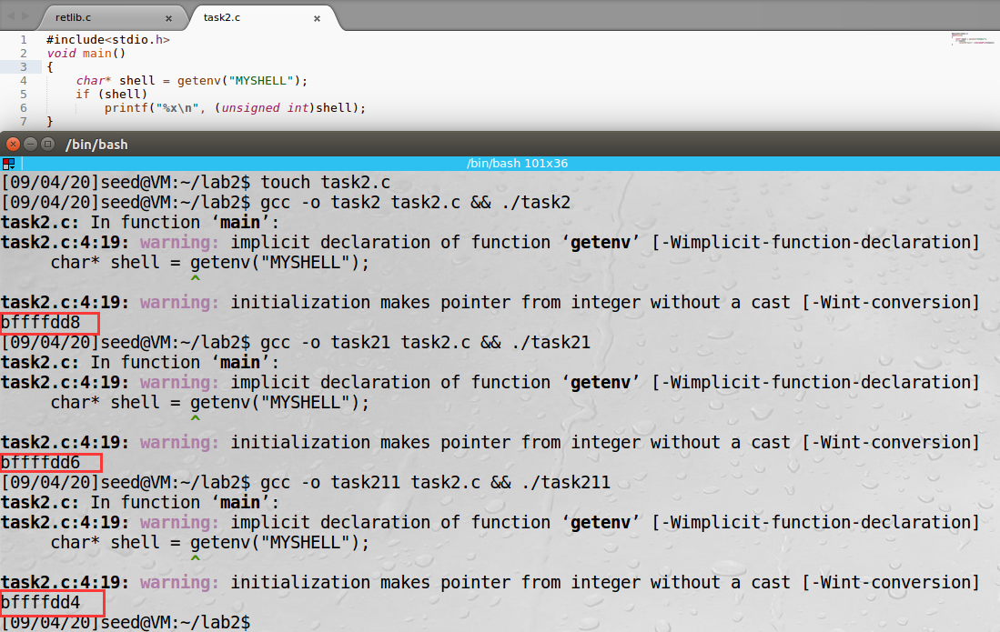 retlib.c × task2.c ×
1 #include<stdio.h>
2 void main()
3 {
4 char* shell = getenv("MYSHELL");
5 if (shell)
6 printf("%x\n", (unsigned int)shell);
7 }
/bin/bash
/bin/bash 101x36
[09/04/20]seed@VM:~/lab2$ touch task2.c
[09/04/20]seed@VM:~/lab2$ gcc -o task2 task2.c && ./task2
task2.c: In function ‘main’:
task2.c:4:19: warning: implicit declaration of function ‘getenv’ [-Wimplicit-function-declaration]
char* shell = getenv("MYSHELL");
^
task2.c:4:19: warning: initialization makes pointer from integer without a cast [-Wint-conversion]
bffffdd8
[09/04/20]seed@VM:~/lab2$ gcc -o task21 task2.c && ./task21
task2.c: In function ‘main’:
task2.c:4:19: warning: implicit declaration of function ‘getenv’ [-Wimplicit-function-declaration]
char* shell = getenv("MYSHELL");
^
task2.c:4:19: warning: initialization makes pointer from integer without a cast [-Wint-conversion]
bffffdd6
[09/04/20]seed@VM:~/lab2$ gcc -o task211 task2.c && ./task211
task2.c: In function ‘main’:
task2.c:4:19: warning: implicit declaration of function ‘getenv’ [-Wimplicit-function-declaration]
char* shell = getenv("MYSHELL");
^
task2.c:4:19: warning: initialization makes pointer from integer without a cast [-Wint-conversion]
bffffdd4
[09/04/20]seed@VM:~/lab2$